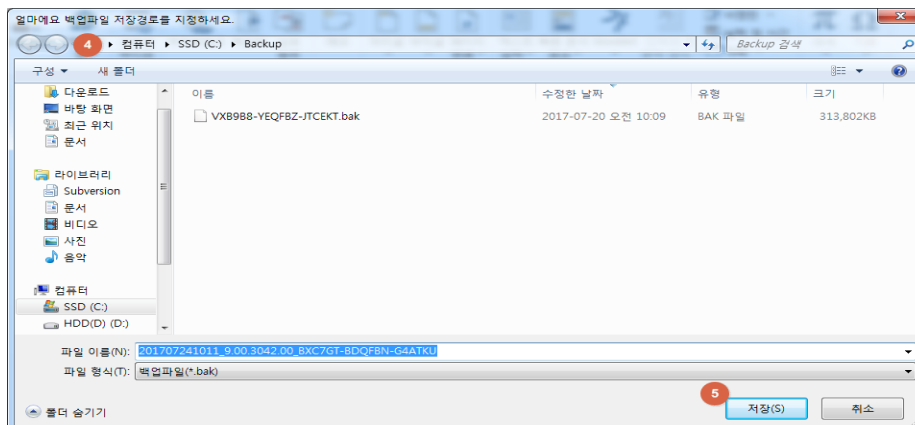 얼마에요 백업파일 저장경로를 지정하세요.
4 ▸ 컴퓨터 ▸ SSD (C:) ▸ Backup Backup 검색
구성 새 폴더
이름 수정한 날짜 유형 크기
다운로드
VXB9B8-YEQFBZ-JTCEKT.bak 2017-07-20 오전 10:09 BAK 파일 313,802KB
바탕 화면
최근 위치
문서
라이브러리
Subversion
문서
비디오
사진
음악
컴퓨터
SSD (C:)
HDD(D) (D:)
파일 이름(N): 201707241011_9.00.3042.00_BXC7GT-BDQFBN-G4ATKU
파일 형식(T): 백업파일(*.bak)
5
폴더 숨기기 저장(S) 취소